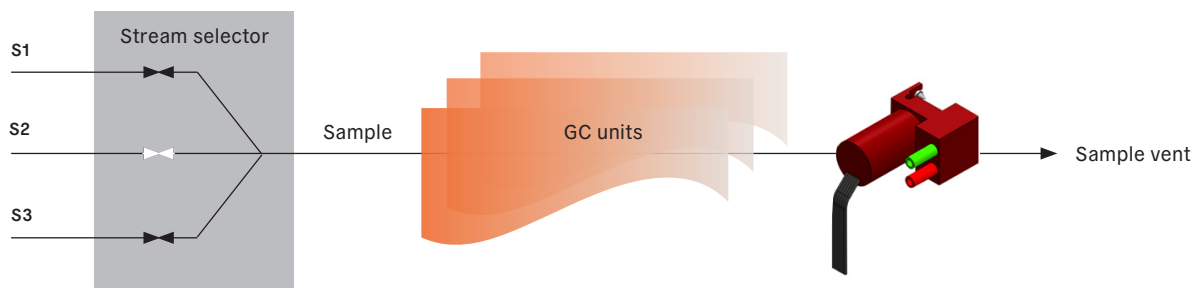 Stream selector
S1
S2
S3
Sample
GC units
Sample vent